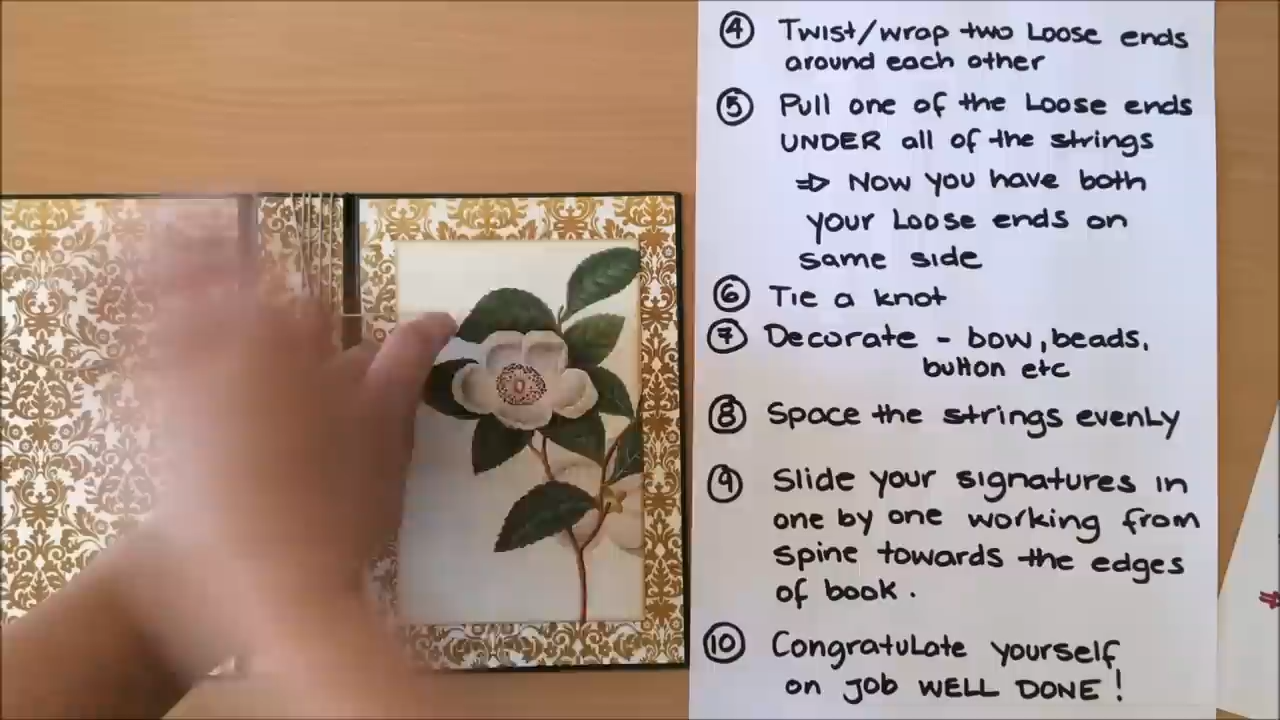 ④ Twist/wrap two Loose ends
around each other
⑤ Pull one of the Loose ends
UNDER all of the strings
⇒ Now you have both
your Loose ends on
same side
⑥ Tie a knot
⑦ Decorate - bow, beads,
button etc
⑧ Space the strings evenly
⑨ Slide your signatures in
one by one working from
spine towards the edges
of book.
⑩ Congratulate yourself
on job WELL DONE!